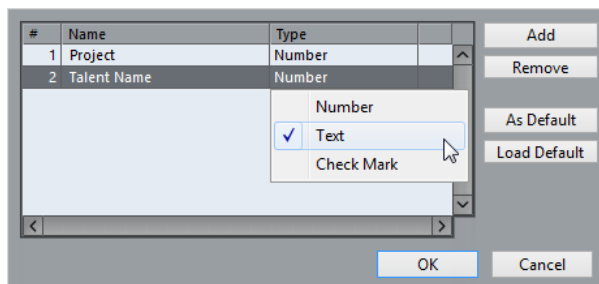 # Name Type
1 Project Number
2 Talent Name Number
Number
Text
Check Mark
Add
Remove
As Default
Load Default
OK Cancel